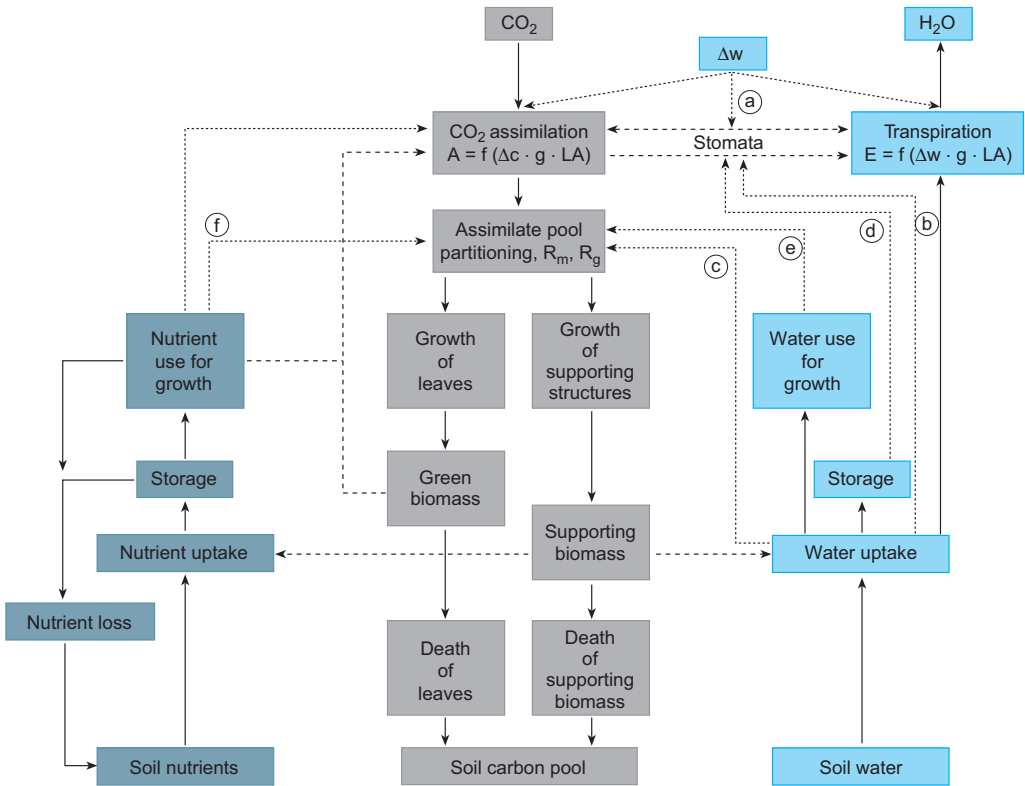 CO₂
H₂O
Δw
a
CO₂ assimilation
A = f (Δc · g · LA)
Stomata
Transpiration
E = f (Δw · g · LA)
f
Assimilate pool
partitioning, Rₘ, R_g
c
e
d
b
Nutrient
use for
growth
Growth
of
leaves
Growth
of
supporting
structures
Water use
for
growth
Storage
Green
biomass
Storage
Nutrient uptake
Supporting
biomass
Water uptake
Nutrient loss
Death
of
leaves
Death
of
supporting
biomass
Soil nutrients
Soil carbon pool
Soil water